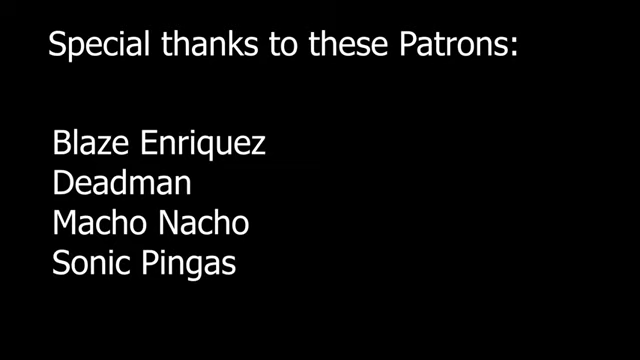 Special thanks to these Patrons:
Blaze Enriquez
Deadman
Macho Nacho
Sonic Pingas